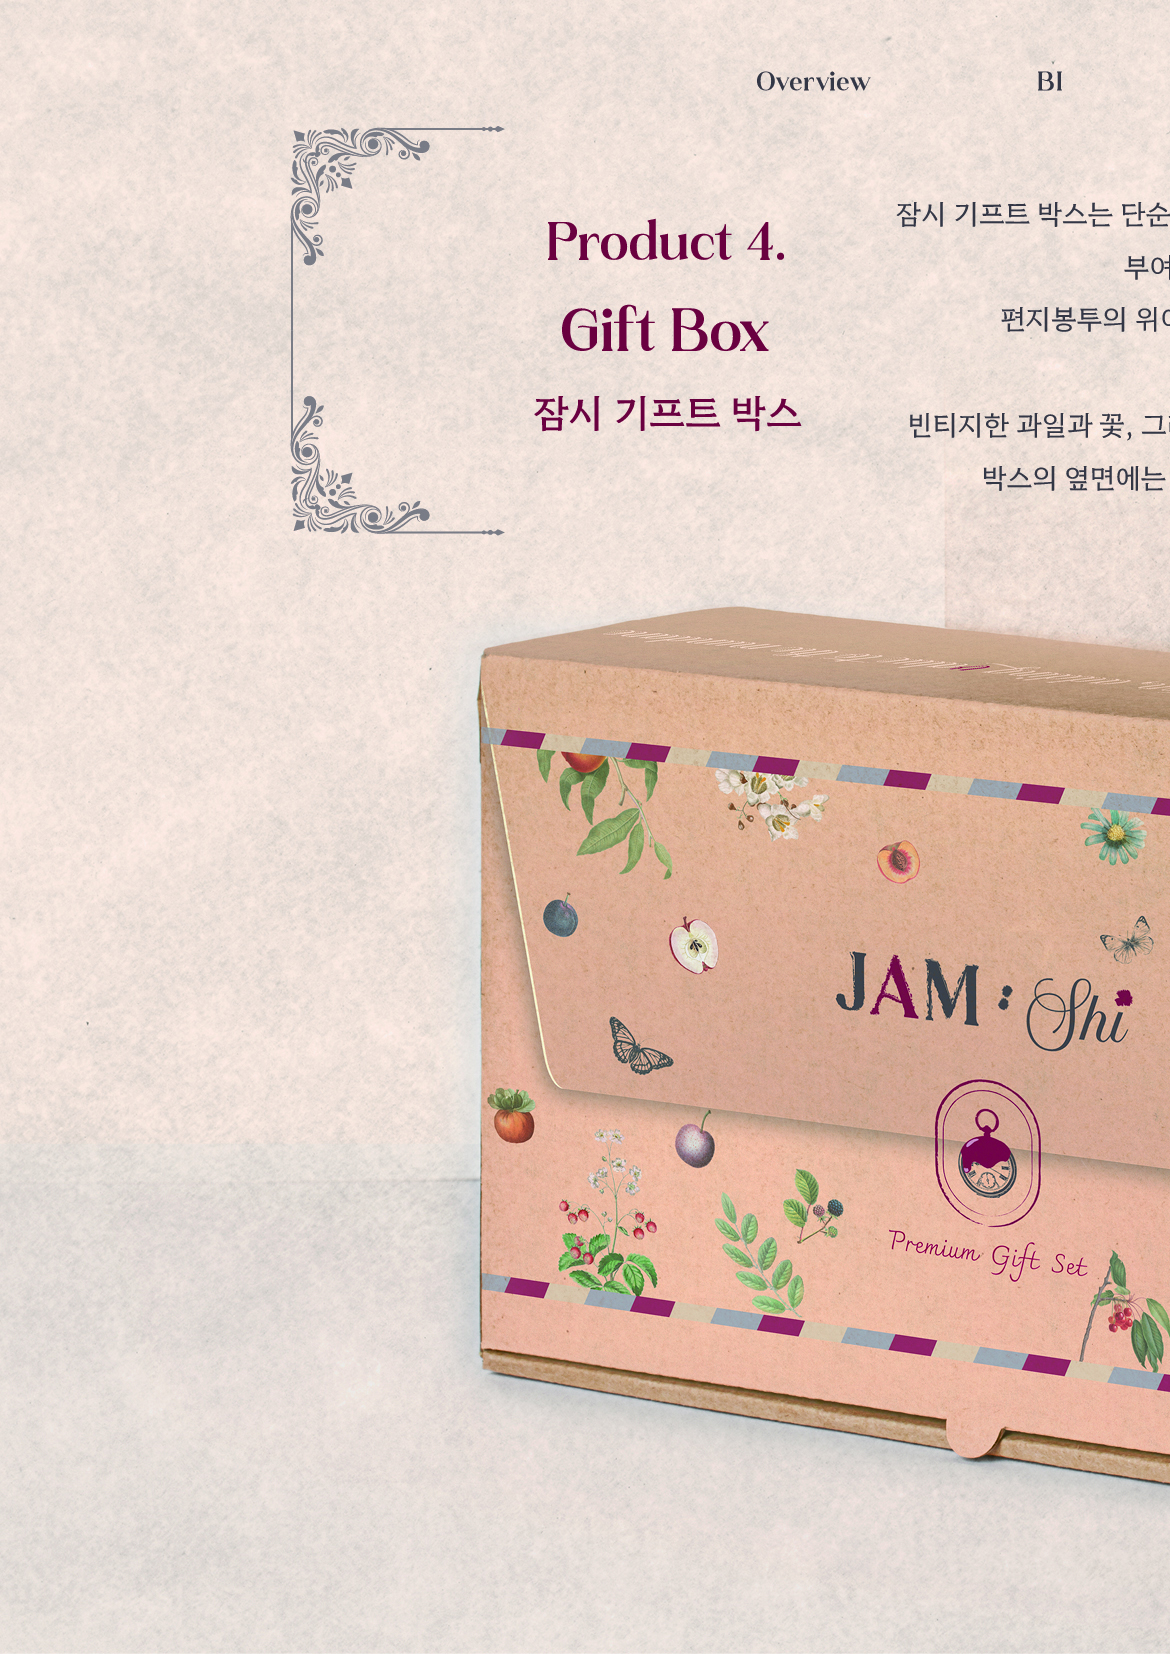 Overview BI
Product 4.
Gift Box
잠시 기프트 박스
잠시 기프트 박스는 단순
부여
편지봉투의
빈티지한 과일과 꽃,
박스의 옆면에는
JAM : Shi
Premium Gift Set